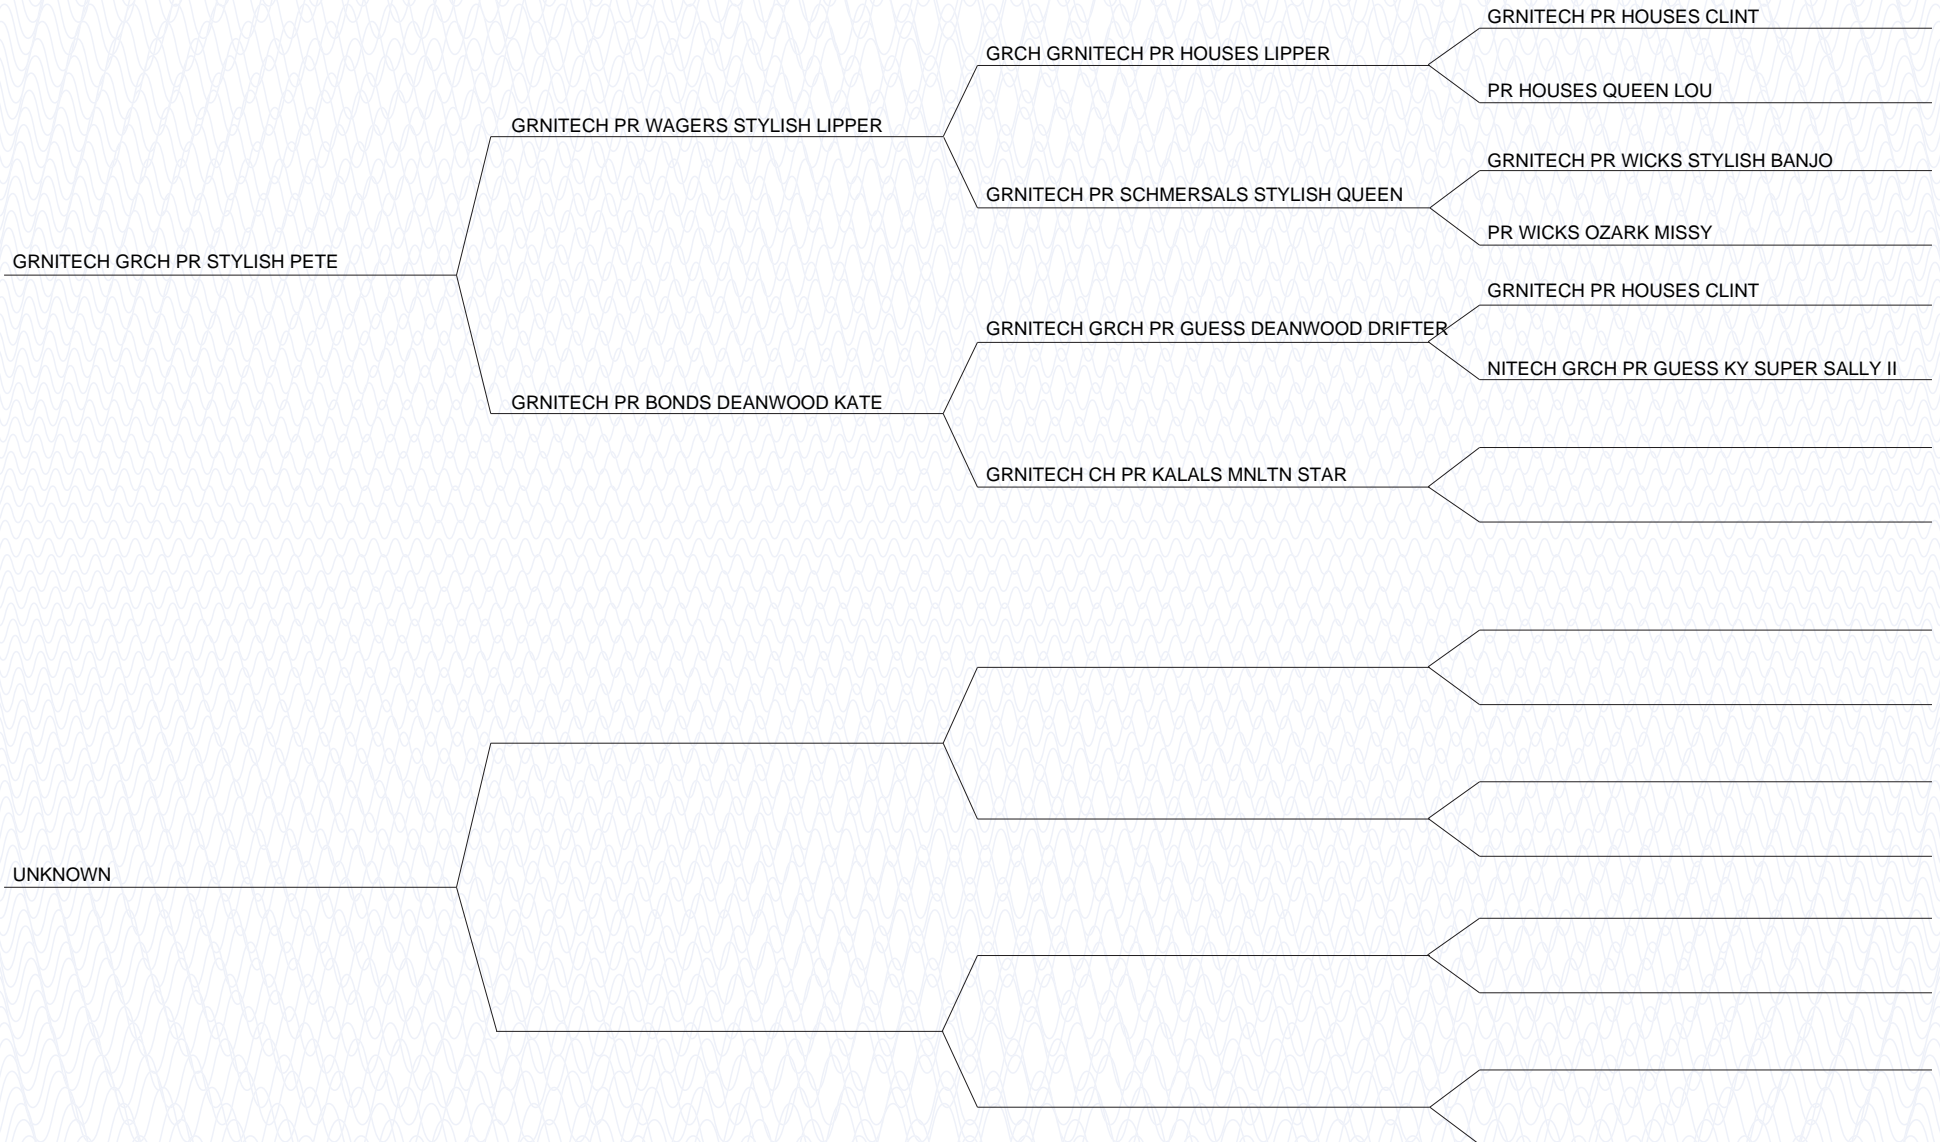 GRNITECH PR HOUSES CLINT
GRCH GRNITECH PR HOUSES LIPPER
PR HOUSES QUEEN LOU
GRNITECH PR WAGERS STYLISH LIPPER
GRNITECH PR WICKS STYLISH BANJO
GRNITECH PR SCHMERSALS STYLISH QUEEN
PR WICKS OZARK MISSY
GRNITECH GRCH PR STYLISH PETE
GRNITECH PR HOUSES CLINT
GRNITECH GRCH PR GUESS DEANWOOD DRIFTER
NITECH GRCH PR GUESS KY SUPER SALLY II
GRNITECH PR BONDS DEANWOOD KATE
GRNITECH CH PR KALALS MNLTN STAR
UNKNOWN